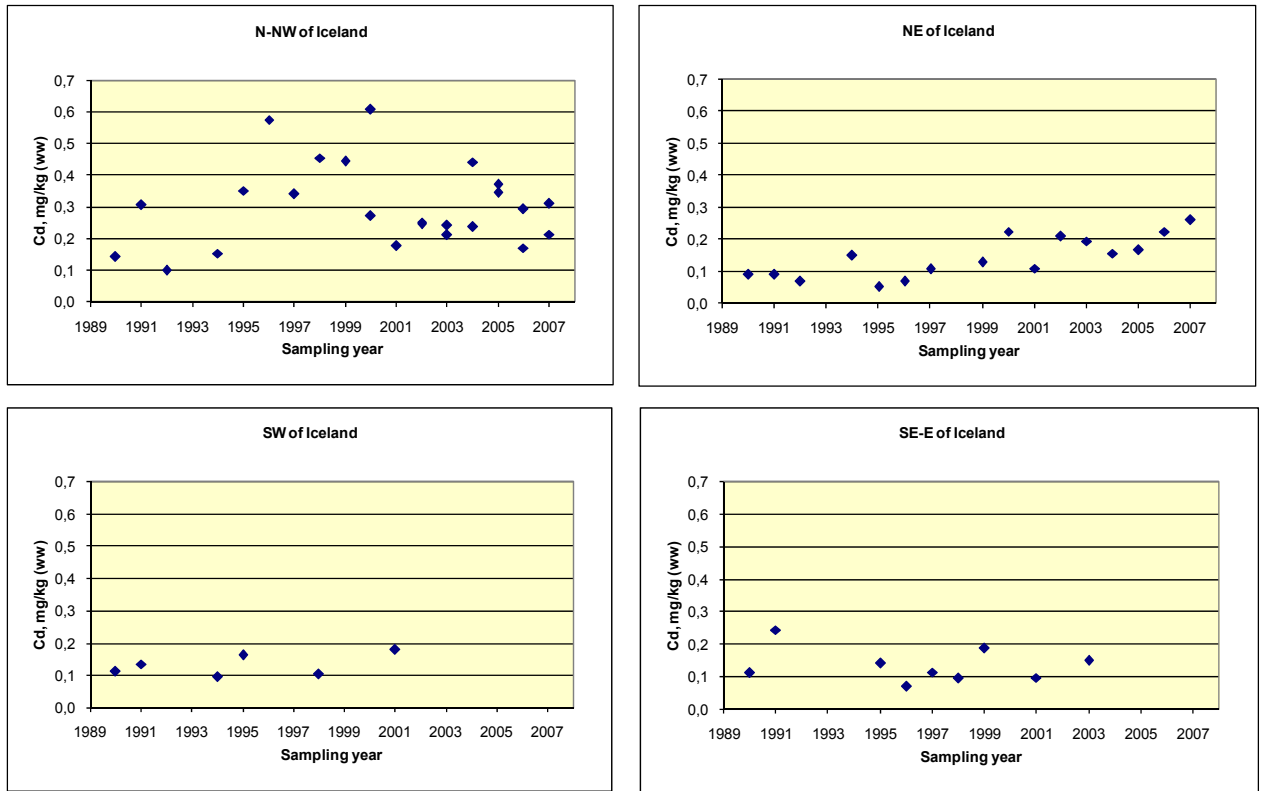 N-NW of Iceland
Cd, mg/kg (ww)
0,7
0,6
0,5
0,4
0,3
0,2
0,1
0,0
1989 1991 1993 1995 1997 1999 2001 2003 2005 2007
Sampling year
NE of Iceland
Cd, mg/kg (ww)
0,7
0,6
0,5
0,4
0,3
0,2
0,1
0,0
1989 1991 1993 1995 1997 1999 2001 2003 2005 2007
Sampling year
SW of Iceland
Cd, mg/kg (ww)
0,7
0,6
0,5
0,4
0,3
0,2
0,1
0,0
1989 1991 1993 1995 1997 1999 2001 2003 2005 2007
Sampling year
SE-E of Iceland
Cd, mg/kg (ww)
0,7
0,6
0,5
0,4
0,3
0,2
0,1
0,0
1989 1991 1993 1995 1997 1999 2001 2003 2005 2007
Sampling year